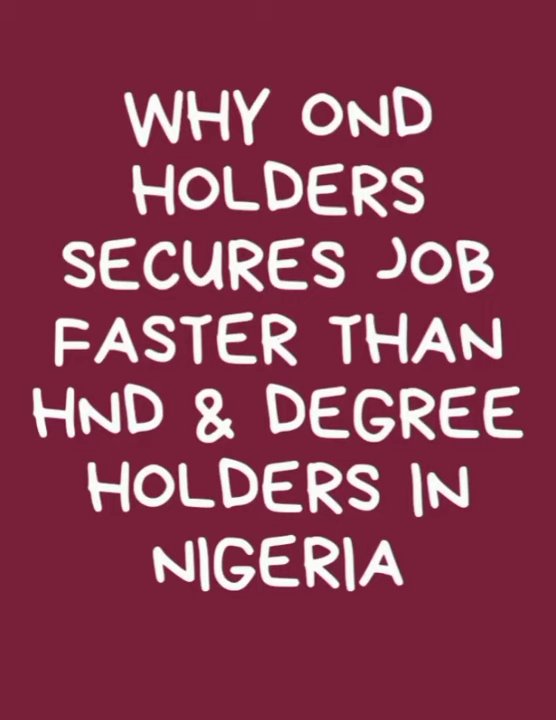 WHY OND
HOLDERS
SECURES JOB
FASTER THAN
HND & DEGREE
HOLDERS IN
NIGERIA